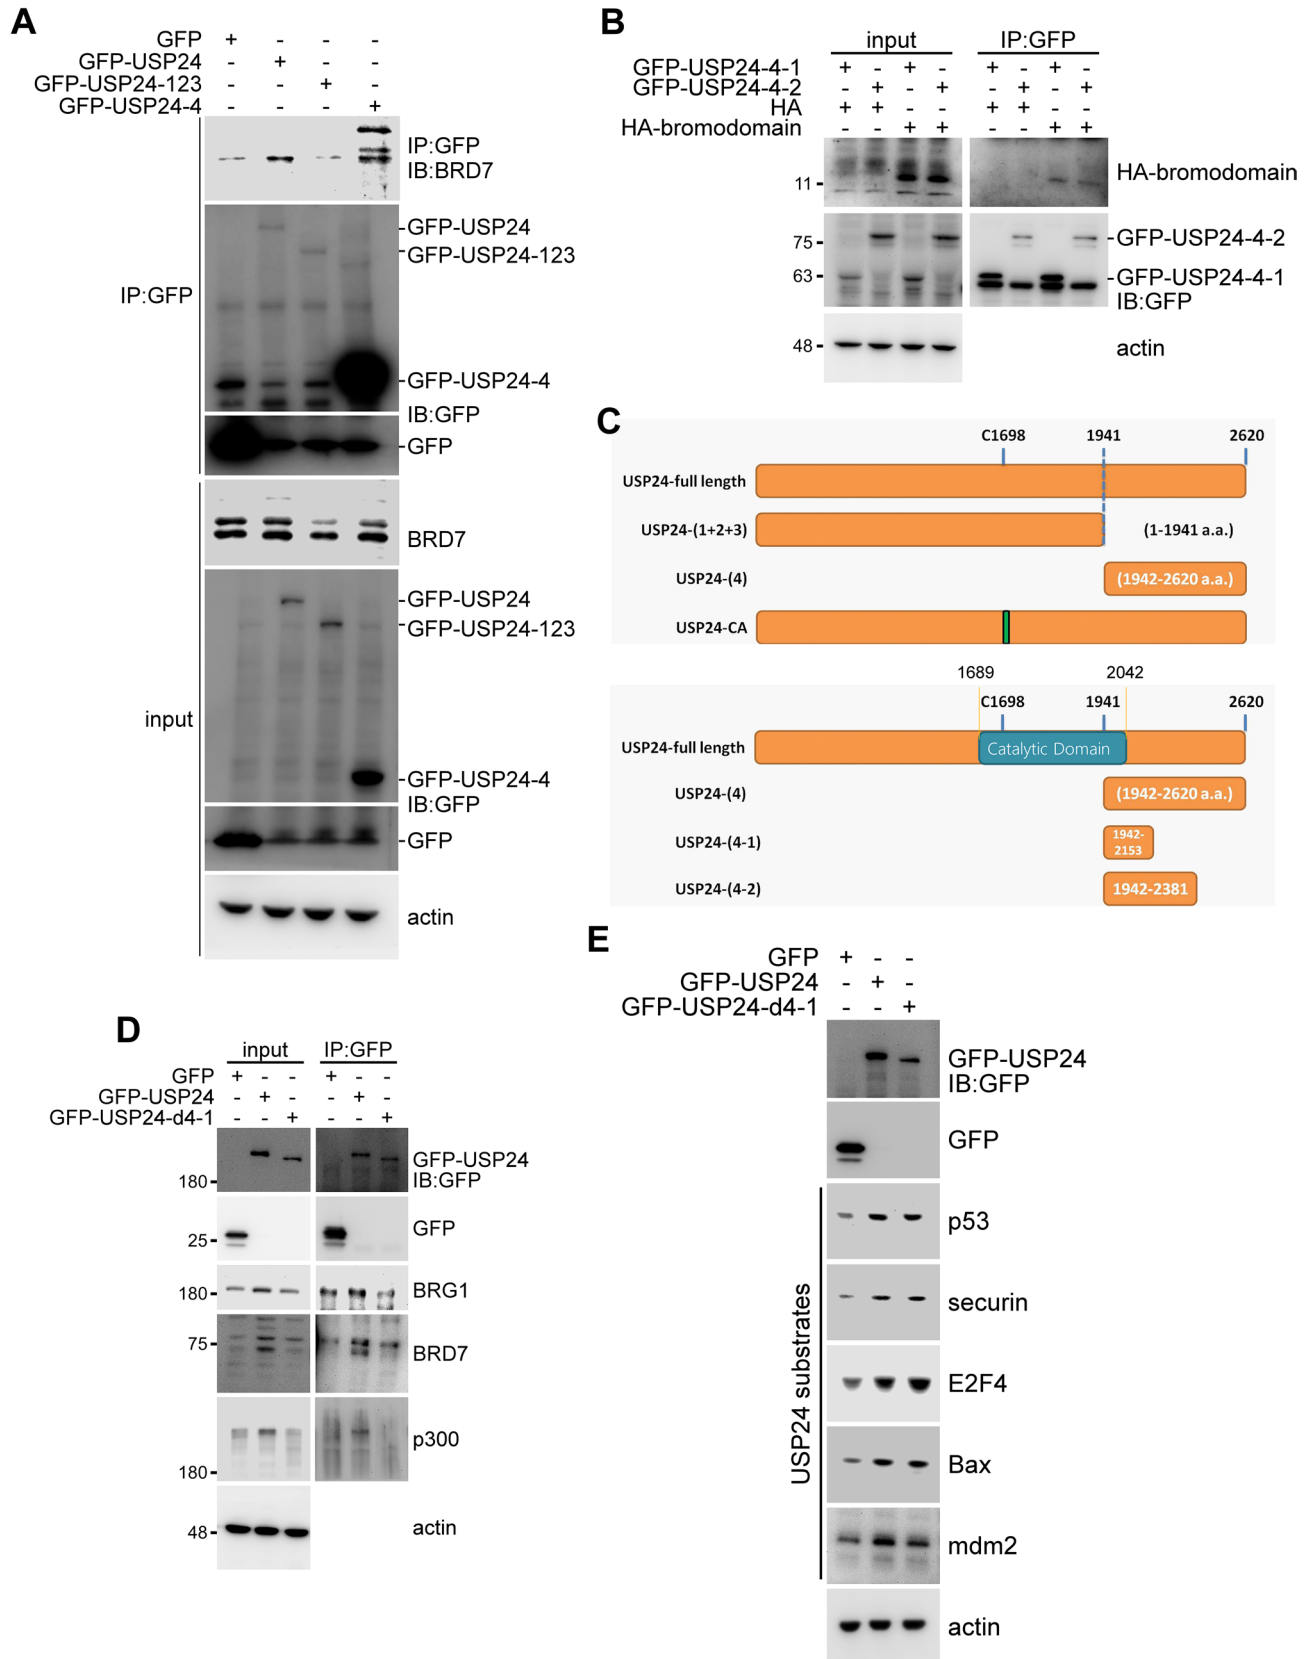 A
GFP + - - -
GFP-USP24 - + - -
GFP-USP24-123 - - + -
GFP-USP24-4 - - - +
IP:GFP
IB:BRD7
GFP-USP24
GFP-USP24-123
IP:GFP
GFP-USP24-4
IB:GFP
GFP
BRD7
GFP-USP24
GFP-USP24-123
input
GFP-USP24-4
IB:GFP
GFP
actin
B
input IP:GFP
GFP-USP24-4-1 + - + - + - + -
GFP-USP24-4-2 - + - + - + - +
HA + + - - + + - -
HA-bromodomain - - + + - - + +
11 HA-bromodomain
75 GFP-USP24-4-2
63 GFP-USP24-4-1
IB:GFP
48 actin
C
C1698 1941 2620
USP24-full length
USP24-(1+2+3) (1-1941 a.a.)
USP24-(4) (1942-2620 a.a.)
USP24-CA
1689 2042
C1698 1941 2620
USP24-full length Catalytic Domain
USP24-(4) (1942-2620 a.a.)
USP24-(4-1) 1942-
2153
USP24-(4-2) 1942-2381
D
input IP:GFP
GFP + - - + - -
GFP-USP24 - + - - + -
GFP-USP24-d4-1 - - + - - +
GFP-USP24
180 IB:GFP
GFP
25
180 BRG1
75
BRD7
p300
180
48 actin
E
GFP + - -
GFP-USP24 - + -
GFP-USP24-d4-1 - - +
GFP-USP24
IB:GFP
GFP
USP24 substrates
p53
securin
E2F4
Bax
mdm2
actin